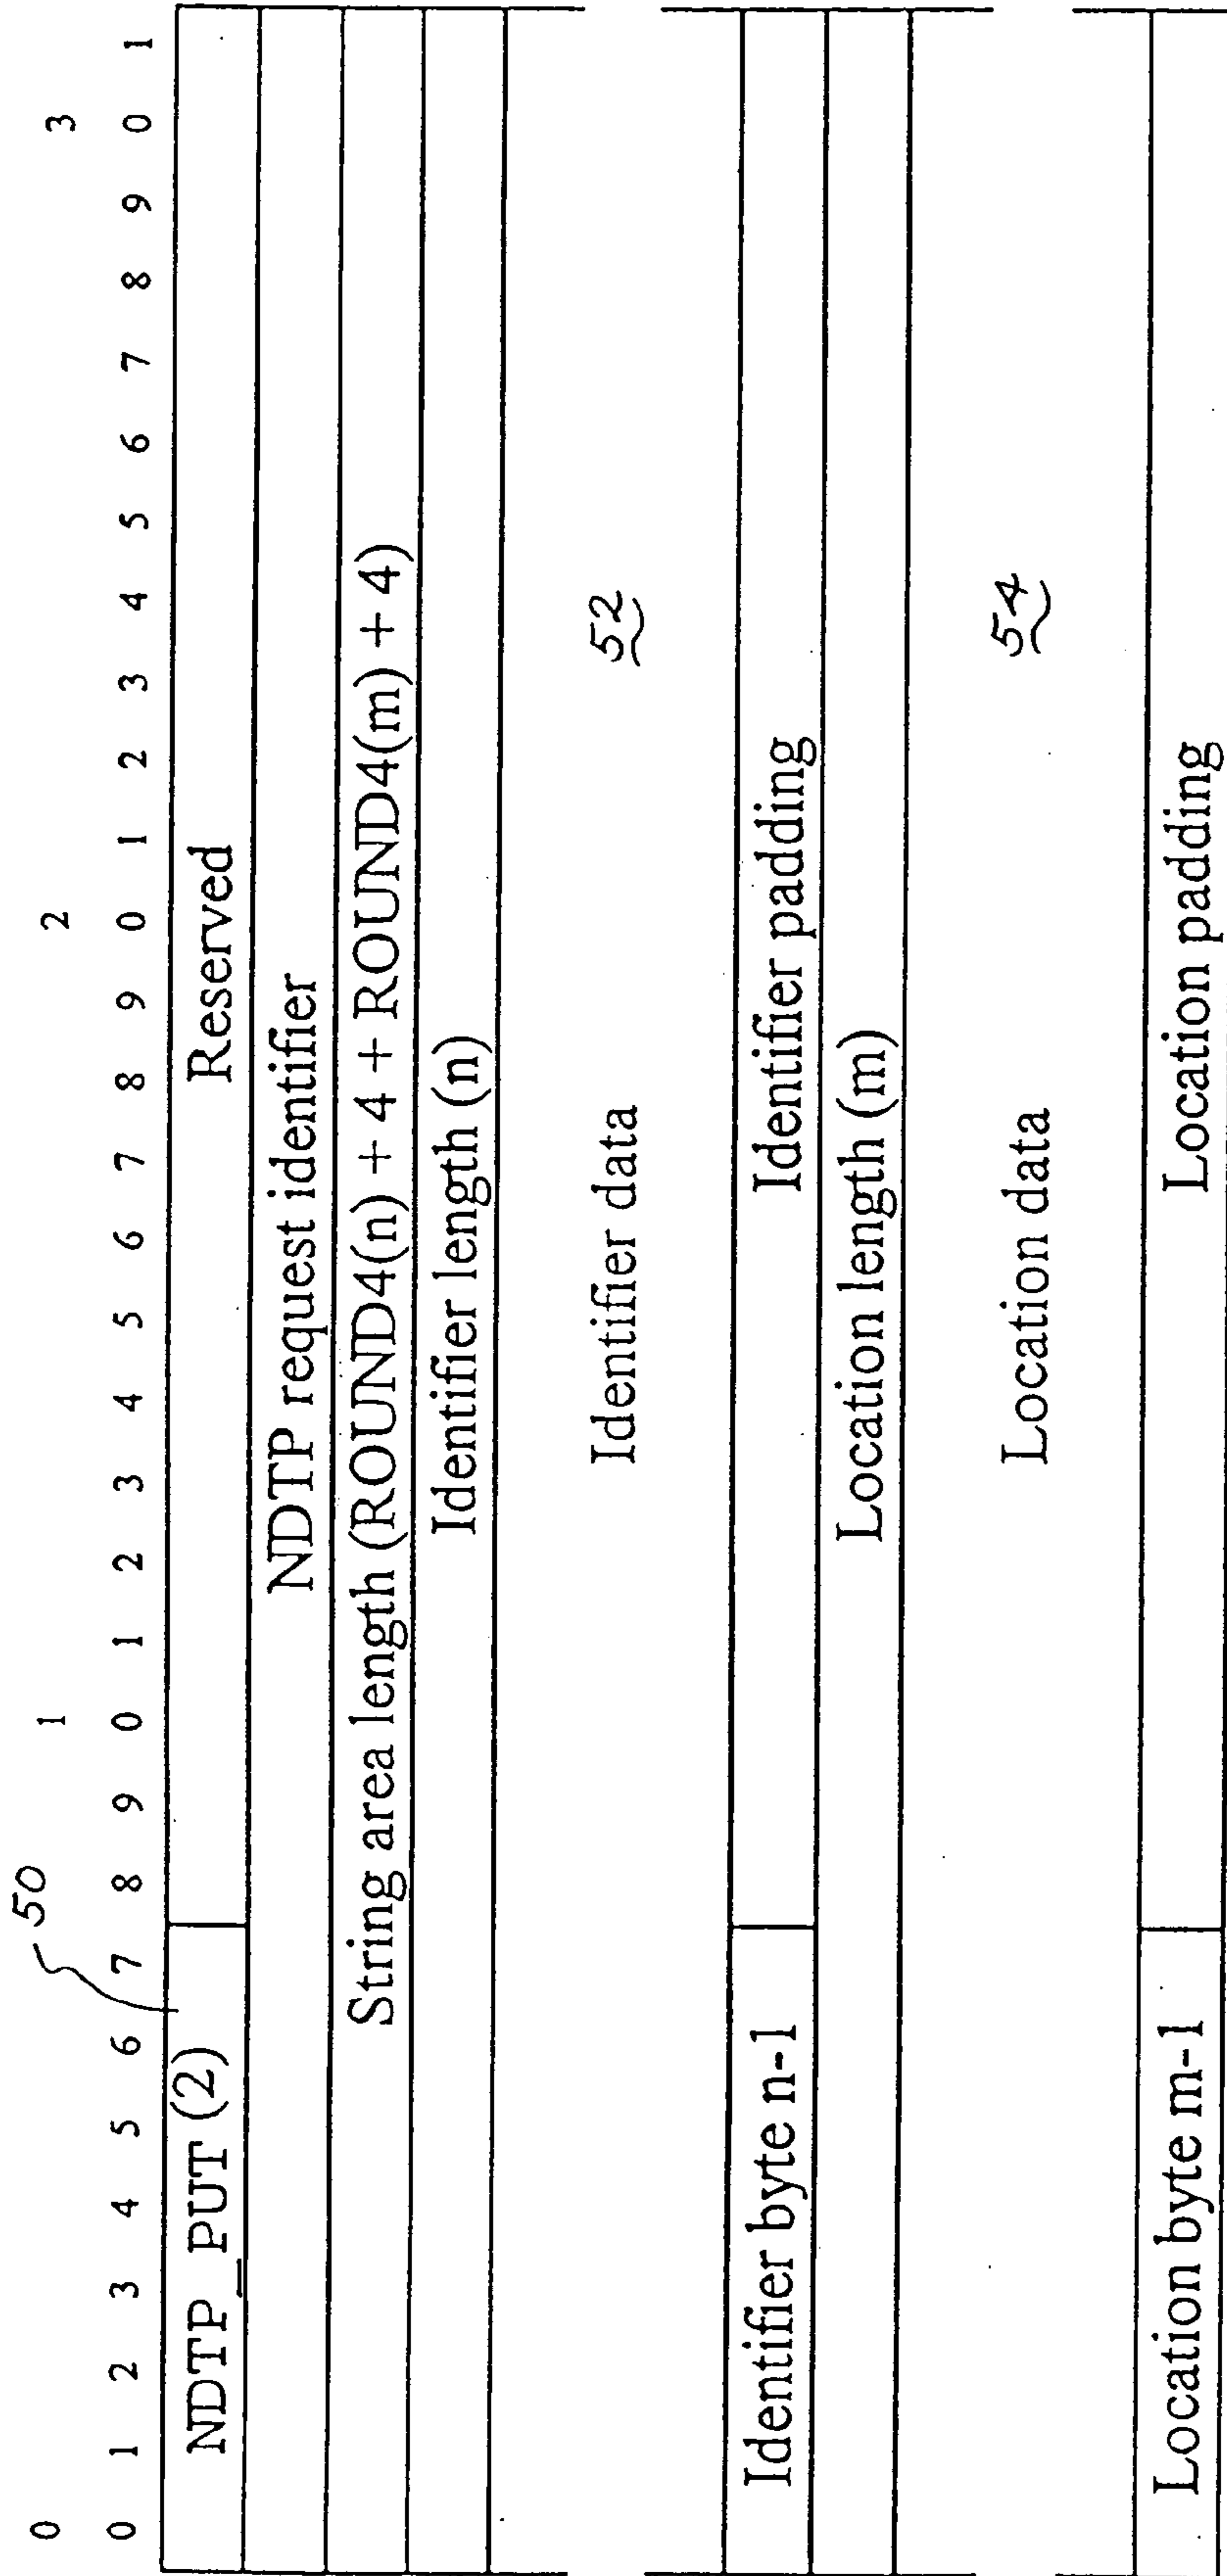 0 1 2 3
0 1 2 3 4 5 6 7 8 9 0 1 2 3 4 5 6 7 8 9 0 1 2 3 4 5 6 7 8 9 0 1
50
NDTP_PUT (2) Reserved
NDTP request identifier
String area length (ROUND4(n) + 4 + ROUND4(m) + 4)
Identifier length (n)
Identifier data 52
Identifier byte n-1 Identifier padding
Location length (m)
Location data 54
Location byte m-1 Location padding